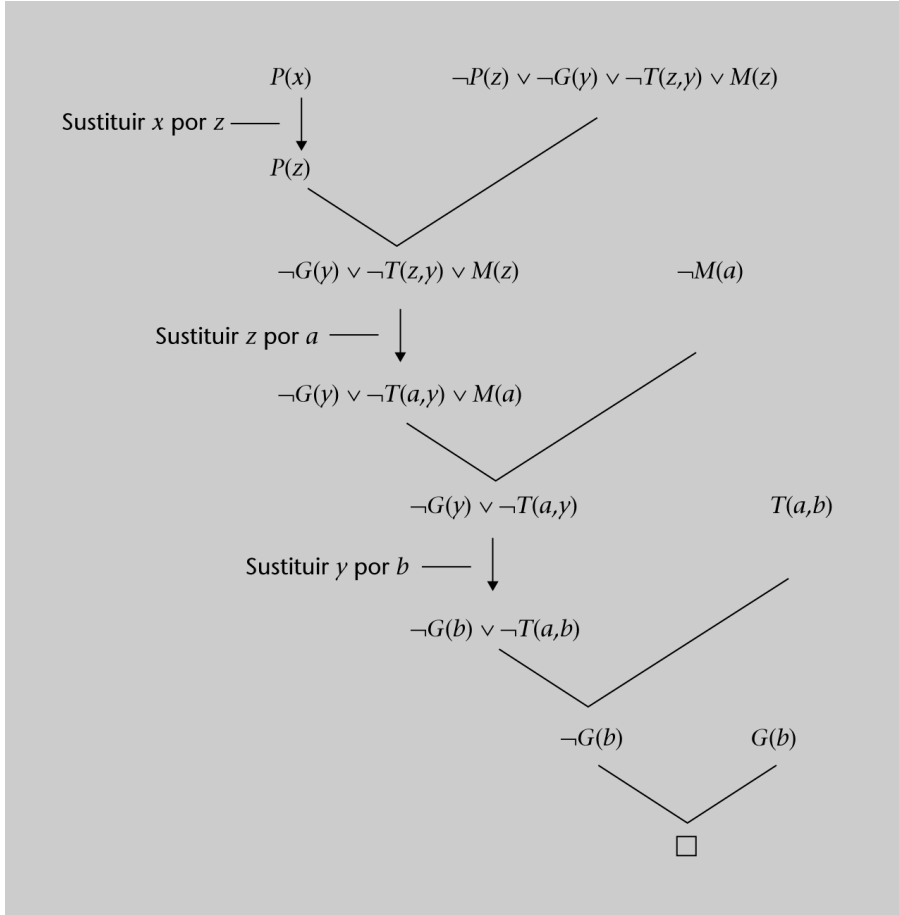 P(x)
¬P(z) ∨ ¬G(y) ∨ ¬T(z,y) ∨ M(z)
Sustituir x por z
P(z)
¬G(y) ∨ ¬T(z,y) ∨ M(z)
¬M(a)
Sustituir z por a
¬G(y) ∨ ¬T(a,y) ∨ M(a)
¬G(y) ∨ ¬T(a,y)
T(a,b)
Sustituir y por b
¬G(b) ∨ ¬T(a,b)
¬G(b)
G(b)
□